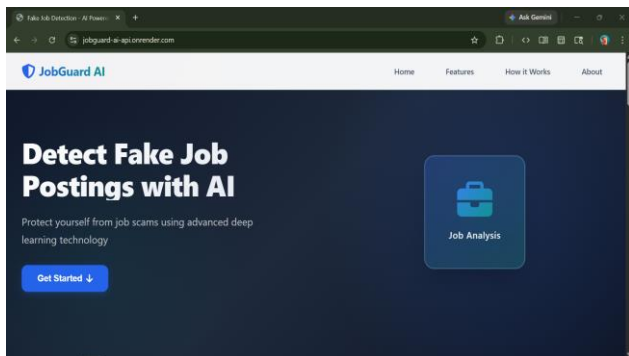 Fake Job Detection - AI Power
Ask Gemini
jobguard-ai-api.onrender.com
JobGuard AI
Home Features How it Works About
Detect Fake Job
Postings with AI
Protect yourself from job scams using advanced deep
learning technology
Get Started ↓
Job Analysis